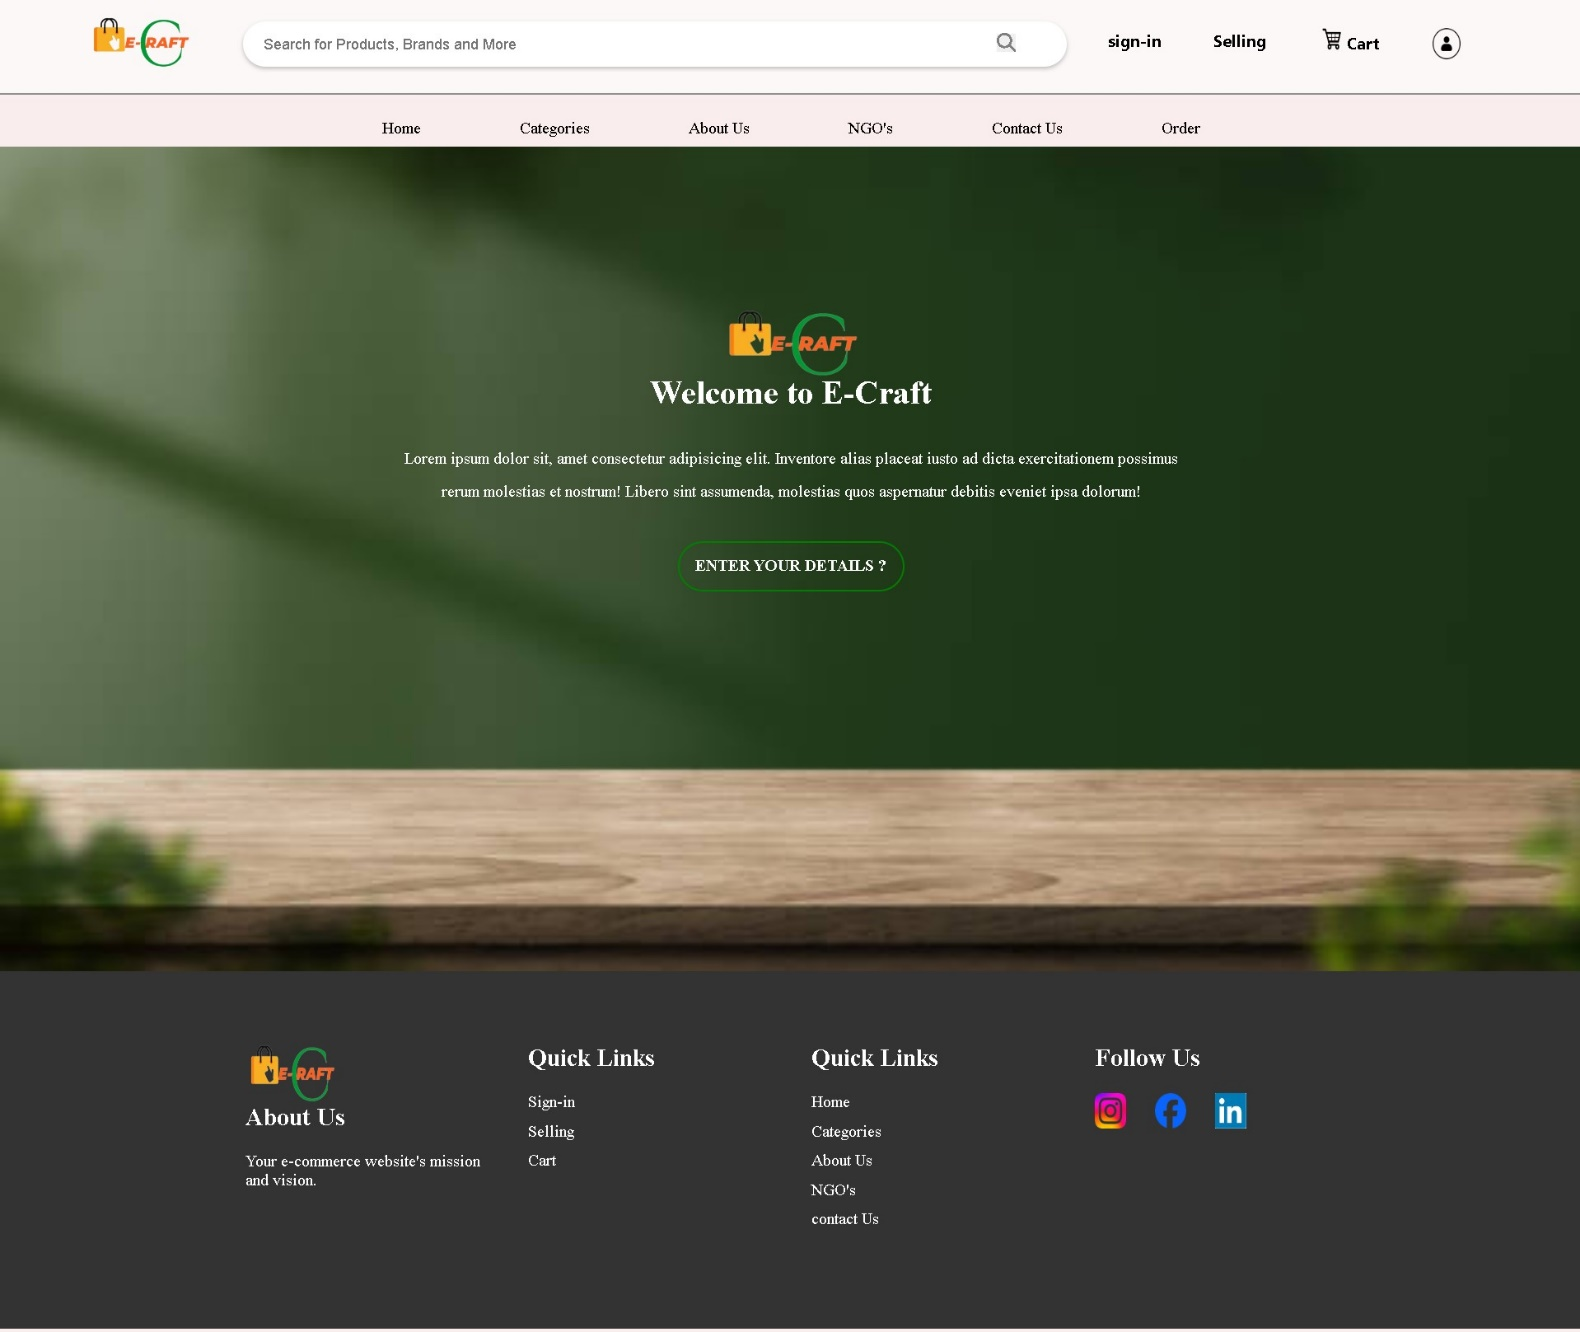 E-CRAFT
Search for Products, Brands and More
sign-in
Selling
Cart
Home
Categories
About Us
NGO's
Contact Us
Order
E-CRAFT
Welcome to E-Craft
Lorem ipsum dolor sit, amet consectetur adipisicing elit. Inventore alias placeat iusto ad dicta exercitationem possimus
rerum molestias et nostrum! Libero sint assumenda, molestias quos aspernatur debitis eveniet ipsa dolorum!
ENTER YOUR DETAILS ?
E-CRAFT
About Us
Your e-commerce website's mission
and vision.
Quick Links
Sign-in
Selling
Cart
Quick Links
Home
Categories
About Us
NGO's
contact Us
Follow Us
in